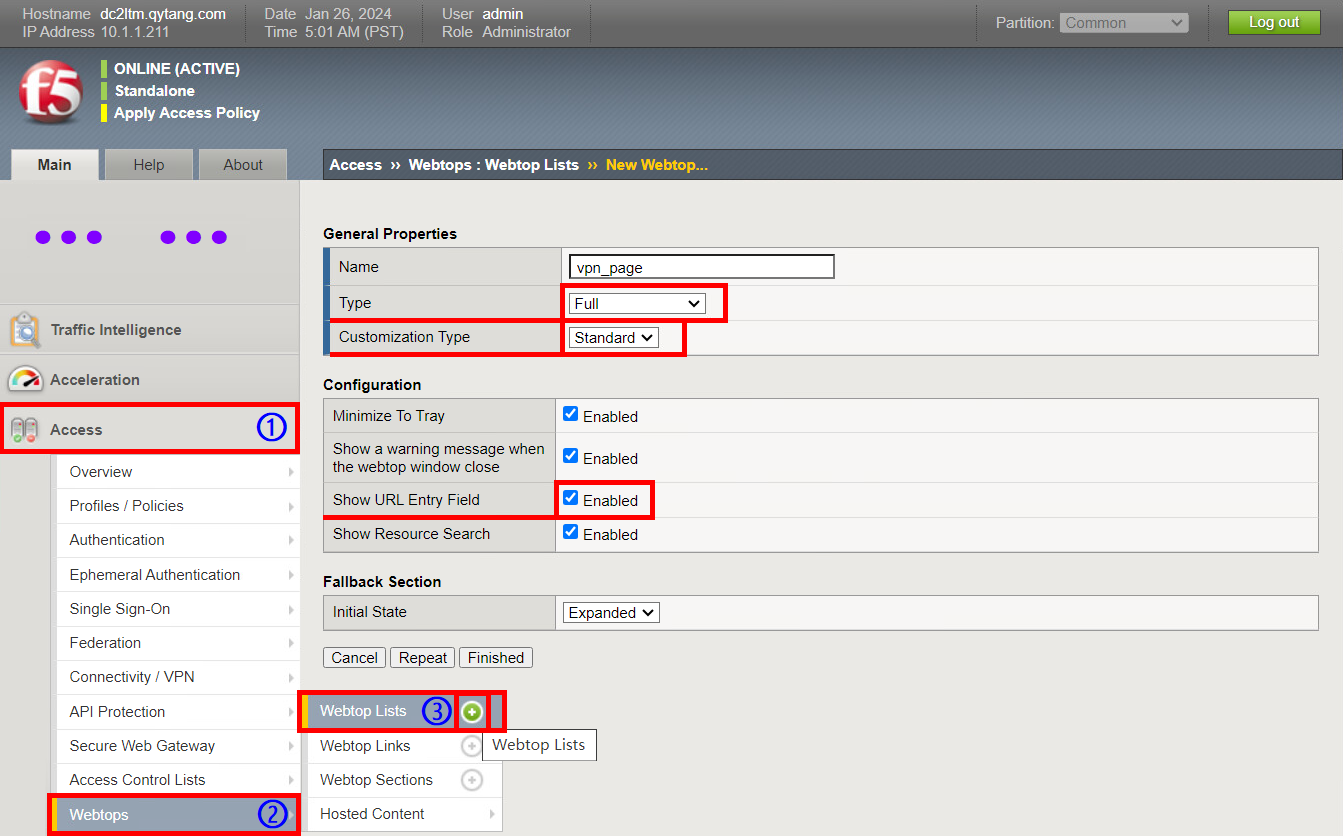 Hostname dc2ltm.qytang.com Date Jan 26, 2024 User admin
IP Address 10.1.1.211 Time 5:01 AM (PST) Role Administrator
Partition: Common Log out
f5
ONLINE (ACTIVE)
Standalone
Apply Access Policy
Main Help About
Access ›› Webtops : Webtop Lists ›› New Webtop...
General Properties
Name vpn_page
Type Full
Customization Type Standard
Configuration
Minimize To Tray Enabled
Show a warning message when
the webtop window close Enabled
Show URL Entry Field Enabled
Show Resource Search Enabled
Fallback Section
Initial State Expanded
Cancel Repeat Finished
Traffic Intelligence
Acceleration
Access ①
Overview
Profiles / Policies
Authentication
Ephemeral Authentication
Single Sign-On
Federation
Connectivity / VPN
API Protection
Secure Web Gateway
Access Control Lists
Webtops ②
Webtop Lists ③
Webtop Links
Webtop Lists
Webtop Sections
Hosted Content